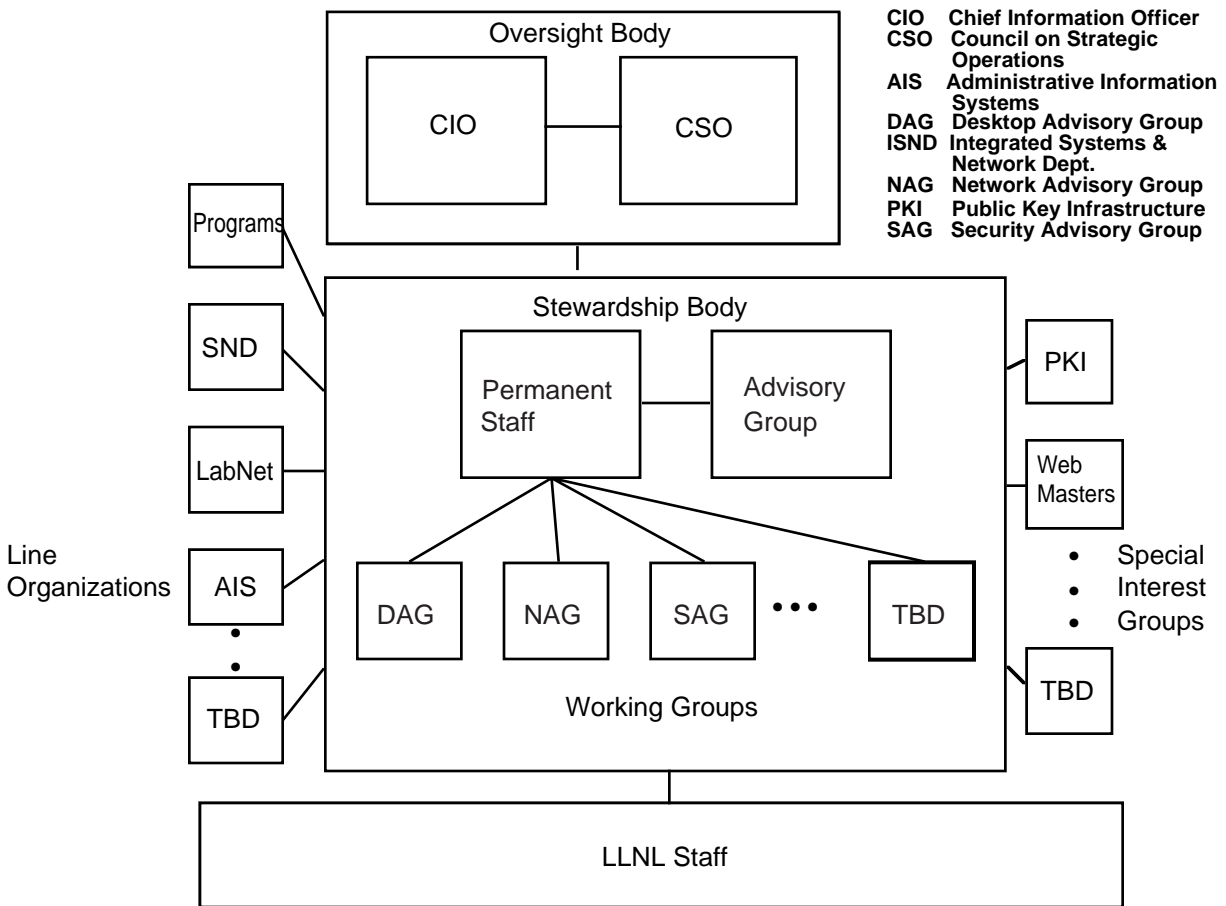 Oversight Body
CIO
CSO
CIO Chief Information Officer
CSO Council on Strategic
Operations
AIS Administrative Information
Systems
DAG Desktop Advisory Group
ISND Integrated Systems &
Network Dept.
NAG Network Advisory Group
PKI Public Key Infrastructure
SAG Security Advisory Group
Programs
SND
LabNet
Line
Organizations
AIS
TBD
Stewardship Body
Permanent
Staff
Advisory
Group
DAG
NAG
SAG
•••
TBD
Working Groups
PKI
Web
Masters
• Special
• Interest
• Groups
TBD
LLNL Staff